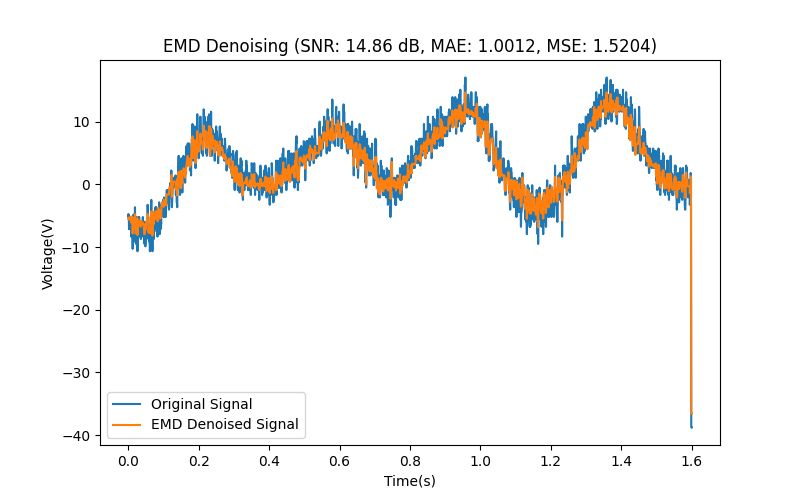 EMD Denoising (SNR: 14.86 dB, MAE: 1.0012, MSE: 1.5204)
10
0
−10
−20
−30
−40
Voltage(V)
Original Signal
EMD Denoised Signal
0.0 0.2 0.4 0.6 0.8 1.0 1.2 1.4 1.6
Time(s)